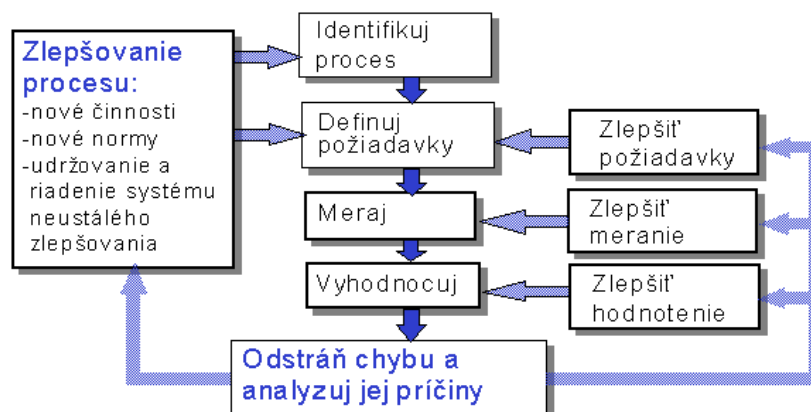 Zlepšovanie
procesu:
-nové činnosti
-nové normy
-udržovanie a
riadenie systému
neustálého
zlepšovania
Identifikuj
proces
Definuj
požiadavky
Meraj
Vyhodnocuj
Zlepšiť
požiadavky
Zlepšiť
meranie
Zlepšiť
hodnotenie
Odstráň chybu a
analyzuj jej príčiny